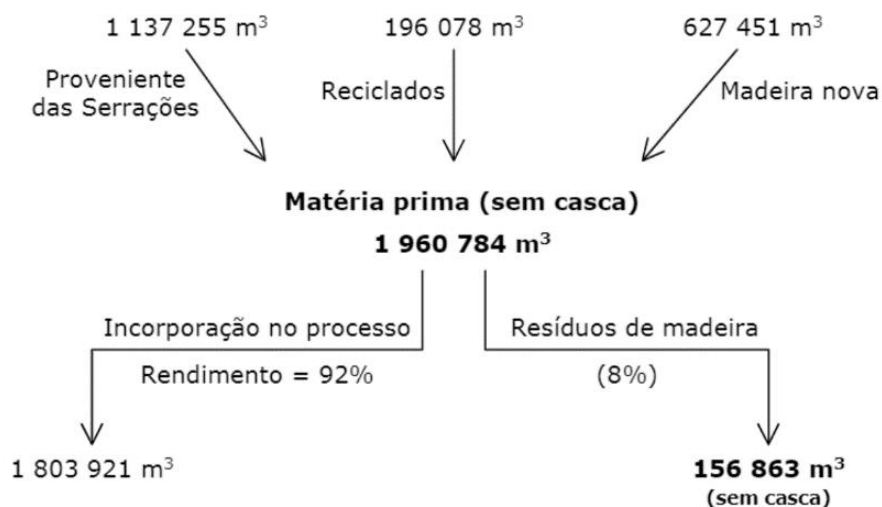 1 137 255 m³
196 078 m³
627 451 m³
Proveniente
das Serrações
Reciclados
Madeira nova
Matéria prima (sem casca)
1 960 784 m³
Incorporação no processo
Resíduos de madeira
Rendimento = 92%
(8%)
1 803 921 m³
156 863 m³
(sem casca)